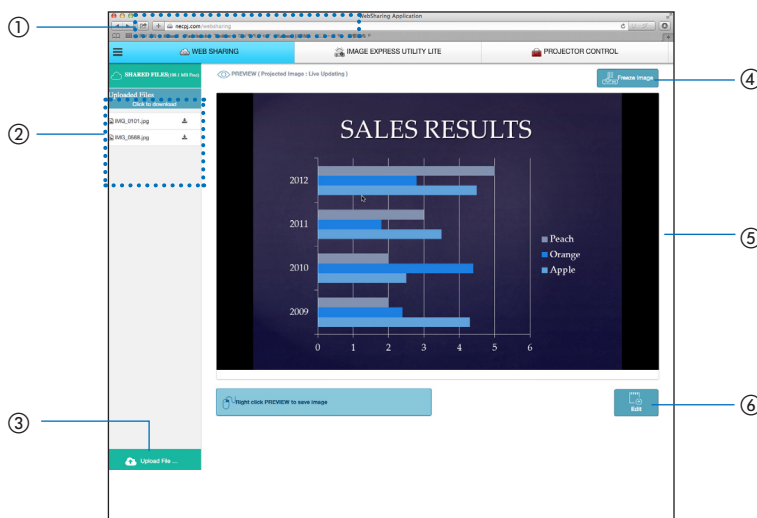 WebSharing Application
①
necpj.com/websharing
WEB SHARING
IMAGE EXPRESS UTILITY LITE
PROJECTOR CONTROL
SHARED FILES
PREVIEW ( Projected Image : Live Updating )
Freeze Image
④
Uploaded Files
Click to download
②
IMG_0101.jpg
IMG_0568.jpg
SALES RESULTS
2012
2011
2010
2009
0 1 2 3 4 5 6
Peach
Orange
Apple
⑤
Right click PREVIEW to save image
Edit
⑥
③
Upload File ...